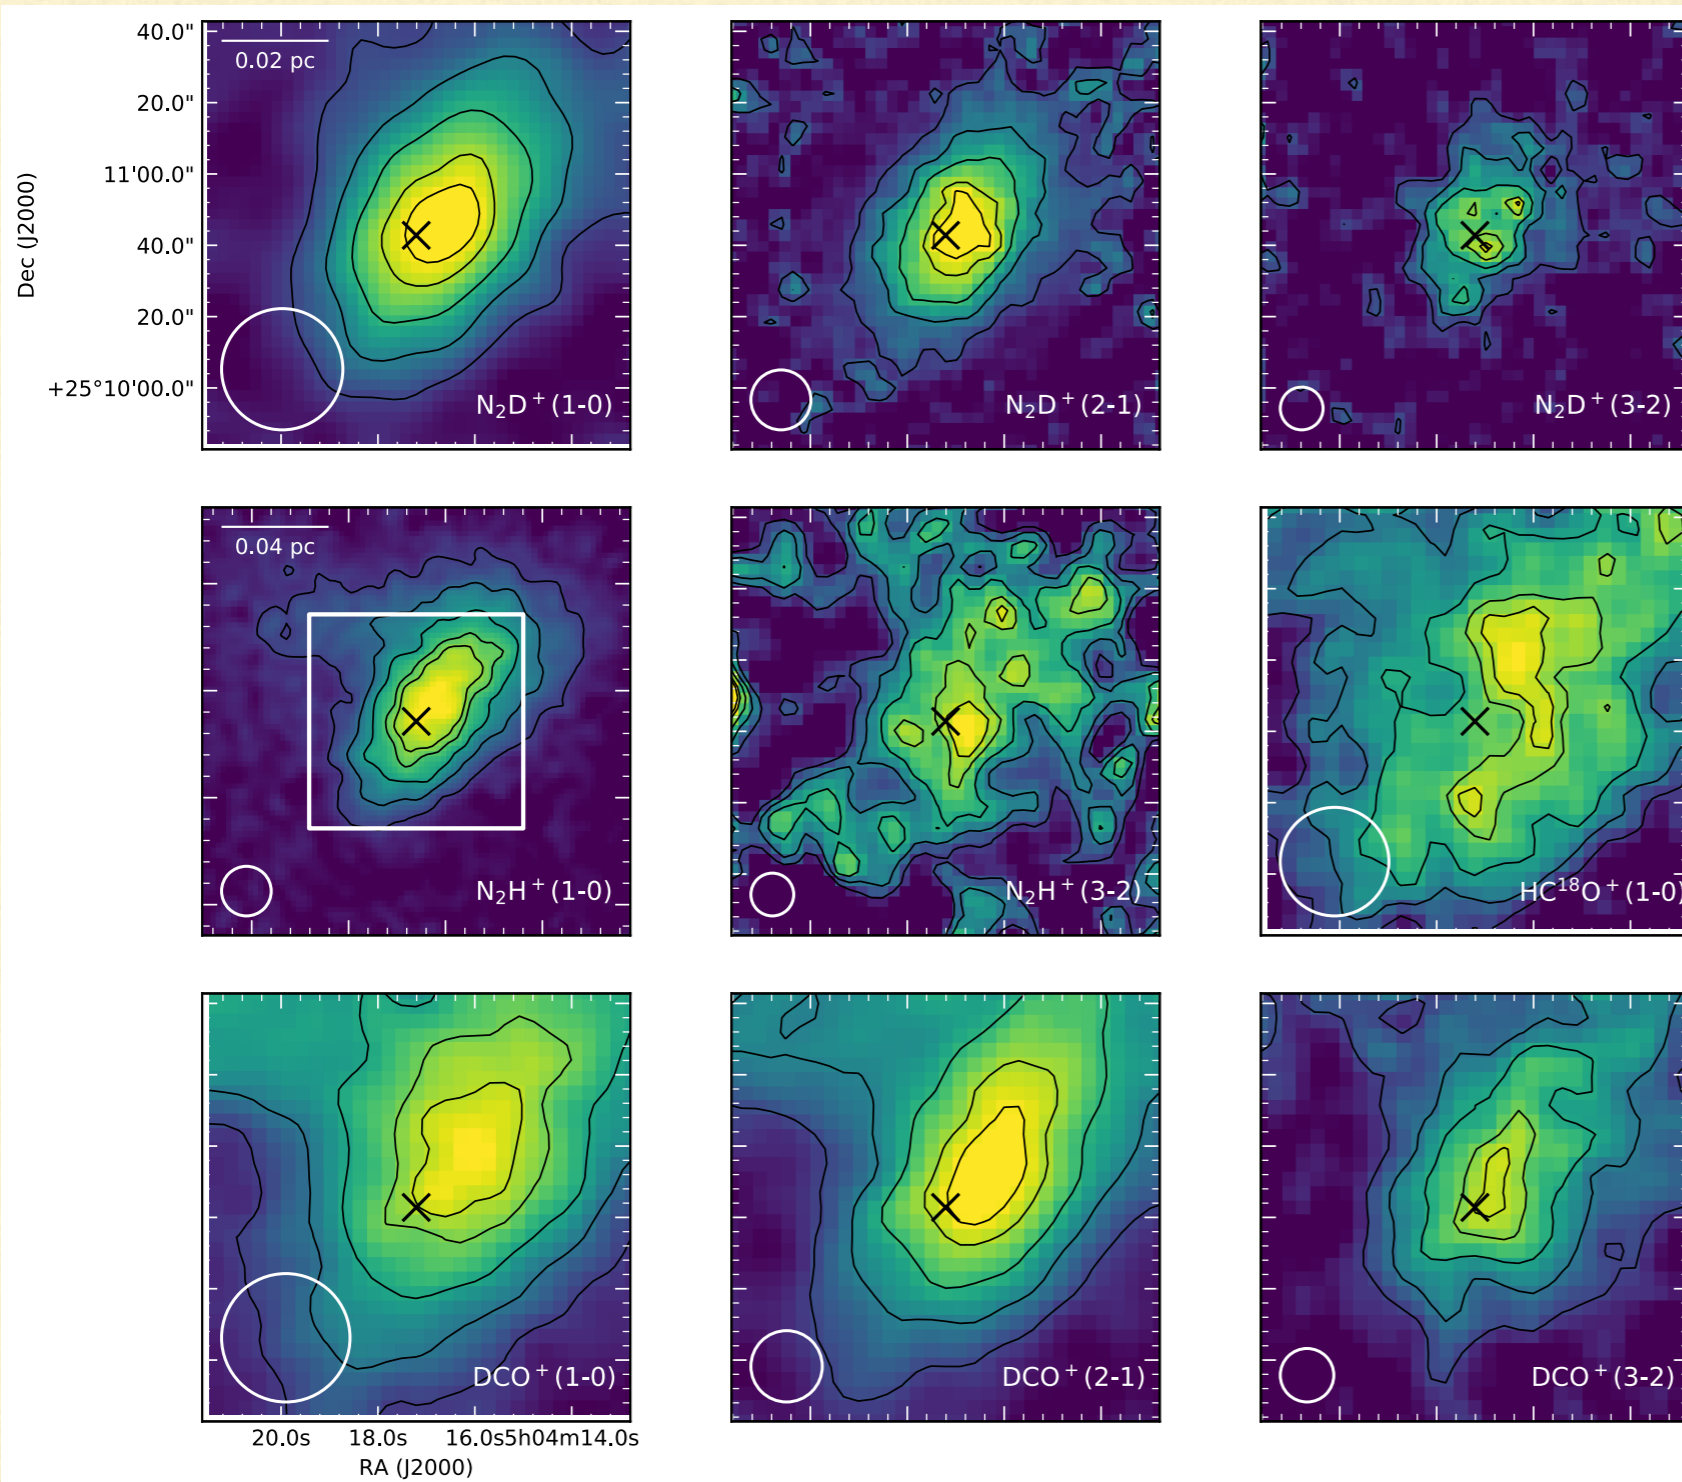 40.0"
0.02 pc
20.0"
11'00.0"
40.0"
20.0"
+25°10'00.0"
Dec (J2000)
N₂D⁺(1-0)
N₂D⁺(2-1)
N₂D⁺(3-2)
0.04 pc
N₂H⁺(1-0)
N₂H⁺(3-2)
HC¹⁸O⁺(1-0)
DCO⁺(1-0)
DCO⁺(2-1)
DCO⁺(3-2)
20.0s 18.0s 16.0s5h04m14.0s
RA (J2000)